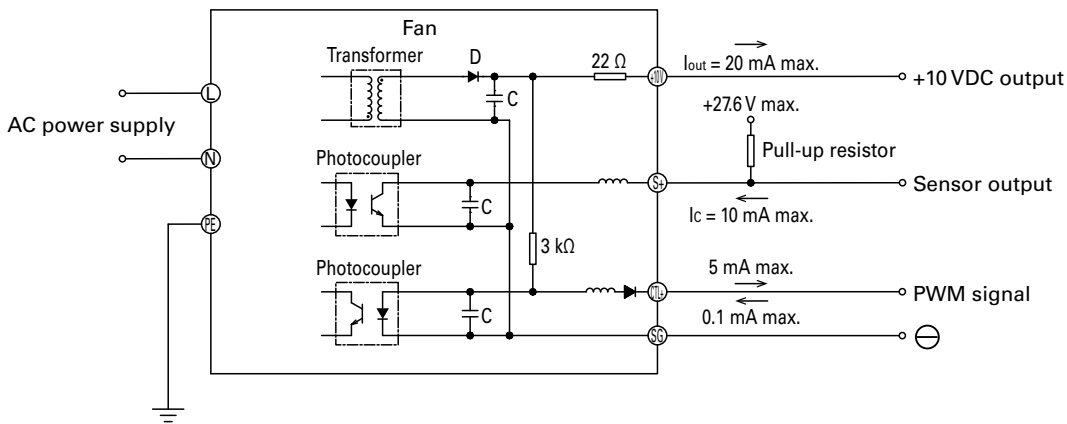 Fan
Transformer
D
C
22 Ω
+10V
Iout = 20 mA max.
+10 VDC output
+27.6 V max.
Pull-up resistor
L
AC power supply
N
Photocoupler
C
S+
Sensor output
IC = 10 mA max.
PE
3 kΩ
Photocoupler
C
CTL+
5 mA max.
PWM signal
0.1 mA max.
SG
⊖